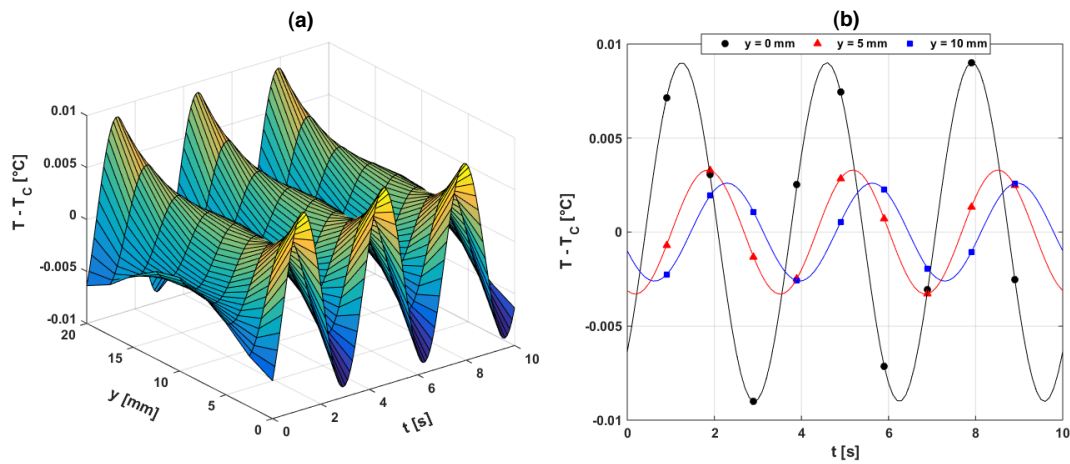 (a)
0.01
0.005
0
-0.005
-0.01
T - T_C [°C]
20
15
10
5
0
y [mm]
0
2
4
6
8
10
t [s]
(b)
y = 0 mm y = 5 mm y = 10 mm
0.01
0.005
0
-0.005
-0.01
T - T_C [°C]
0 2 4 6 8 10
t [s]